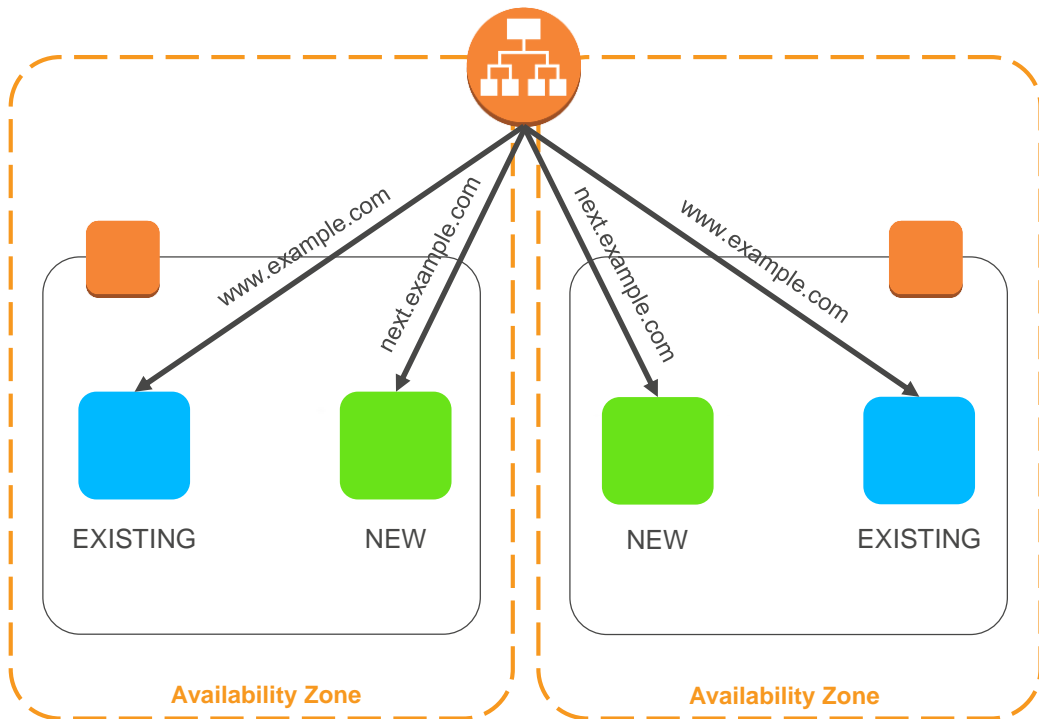 www.example.com
next.example.com
next.example.com
www.example.com
EXISTING
NEW
NEW
EXISTING
Availability Zone
Availability Zone